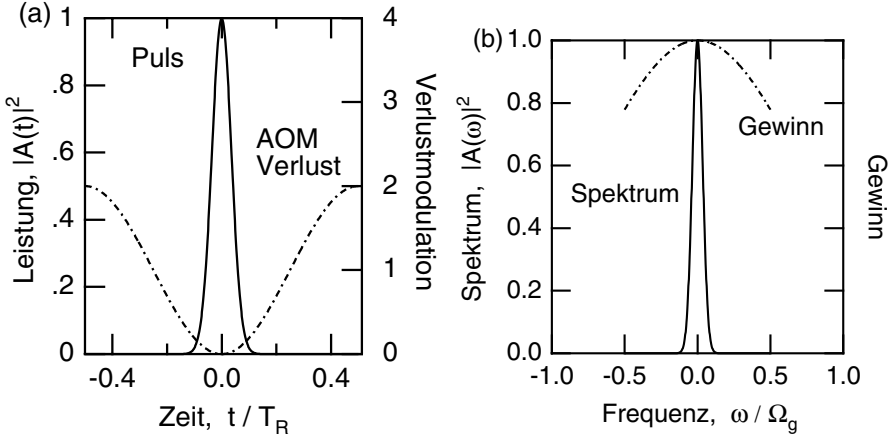 (a)
1
.8
.6
.4
.2
0
4
3
2
1
0
Leistung, |A(t)|²
Verlustmodulation
Puls
AOM
Verlust
-0.4
0.0
0.4
Zeit, t / T_R
(b)
1.0
0.8
0.6
0.4
0.2
0.0
Spektrum, |A(ω)|²
Gewinn
Gewinn
Spektrum
-1.0
-0.5
0.0
0.5
1.0
Frequenz, ω / Ω_g